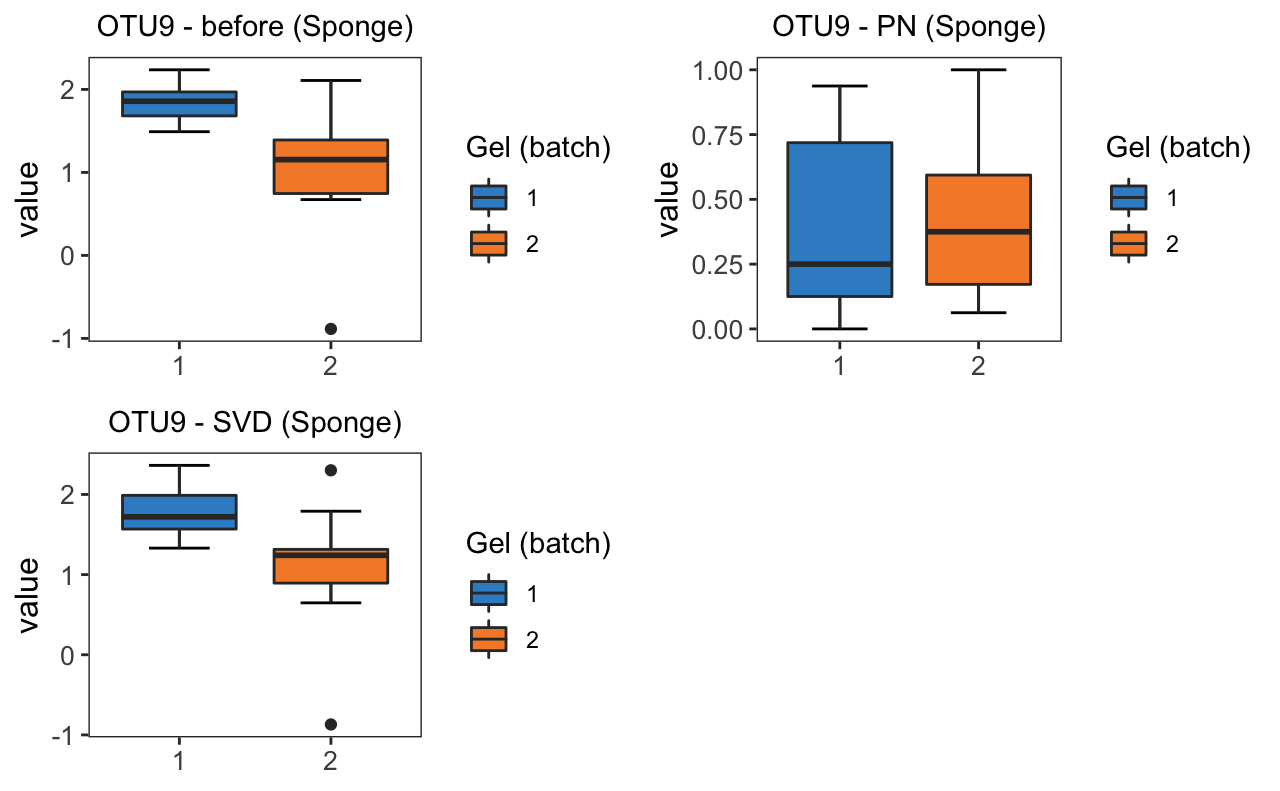 OTU9 - before (Sponge)
value
2
1
0
-1
1
2
Gel (batch)
1
2
OTU9 - PN (Sponge)
value
1.00
0.75
0.50
0.25
0.00
1
2
Gel (batch)
1
2
OTU9 - SVD (Sponge)
value
2
1
0
-1
1
2
Gel (batch)
1
2